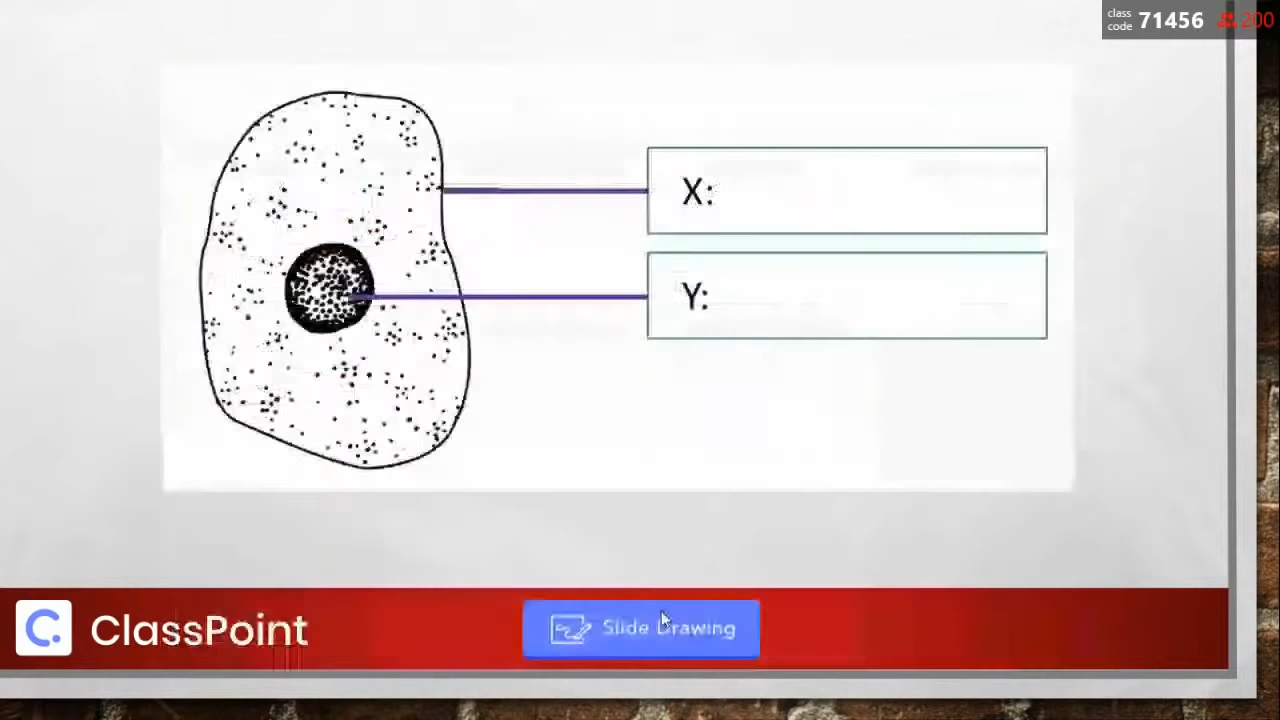 class
code 71456 200
X:
Y:
ClassPoint
Slide Drawing